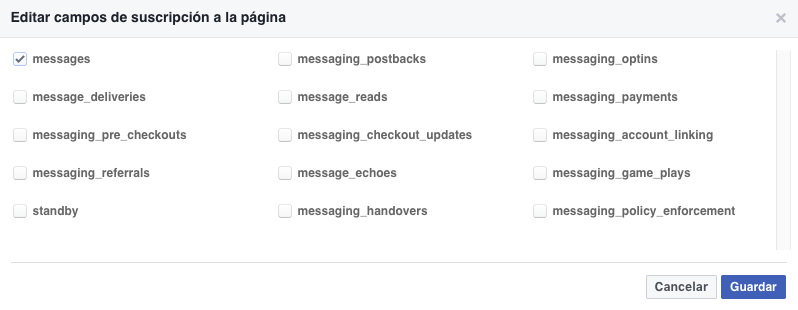 Editar campos de suscripción a la página
messages messaging_postbacks messaging_optins
message_deliveries message_reads messaging_payments
messaging_pre_checkouts messaging_checkout_updates messaging_account_linking
messaging_referrals message_echoes messaging_game_plays
standby messaging_handovers messaging_policy_enforcement
Cancelar Guardar